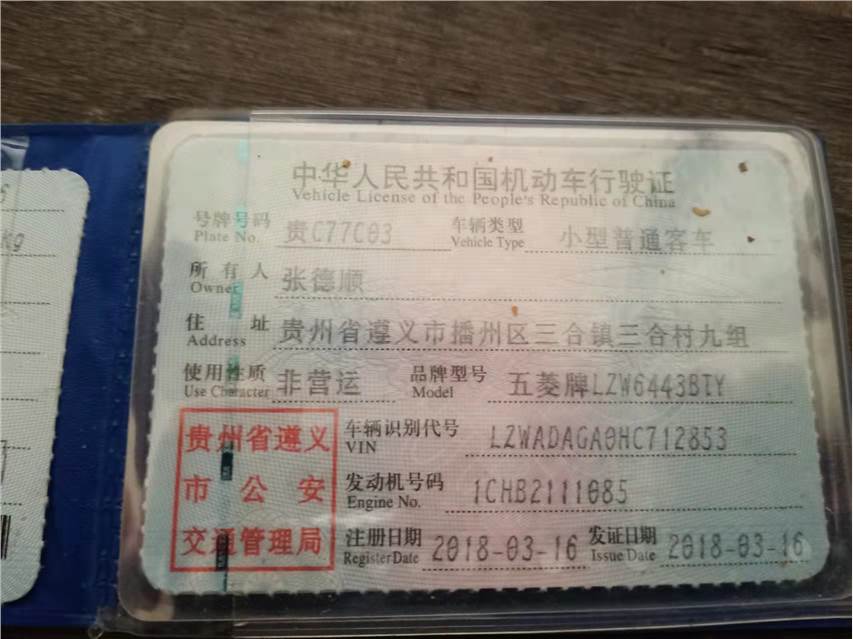 中华人民共和国机动车行驶证
Vehicle License of the People's Republic of China
号牌号码 Plate No. 贵C77C03 车辆类型 Vehicle Type 小型普通客车
所有人 Owner 张德顺
住址 Address 贵州省遵义市播州区三合镇三合村九组
使用性质 Use Character 非营运 品牌型号 Model 五菱牌LZW6443BTY
贵州省遵义
市公安
交通管理局
车辆识别代号 VIN LZWADAGA0HC712853
发动机号码 Engine No. 1CHB2111085
注册日期 Register Date 2018-03-16 发证日期 Issue Date 2018-03-16
kg